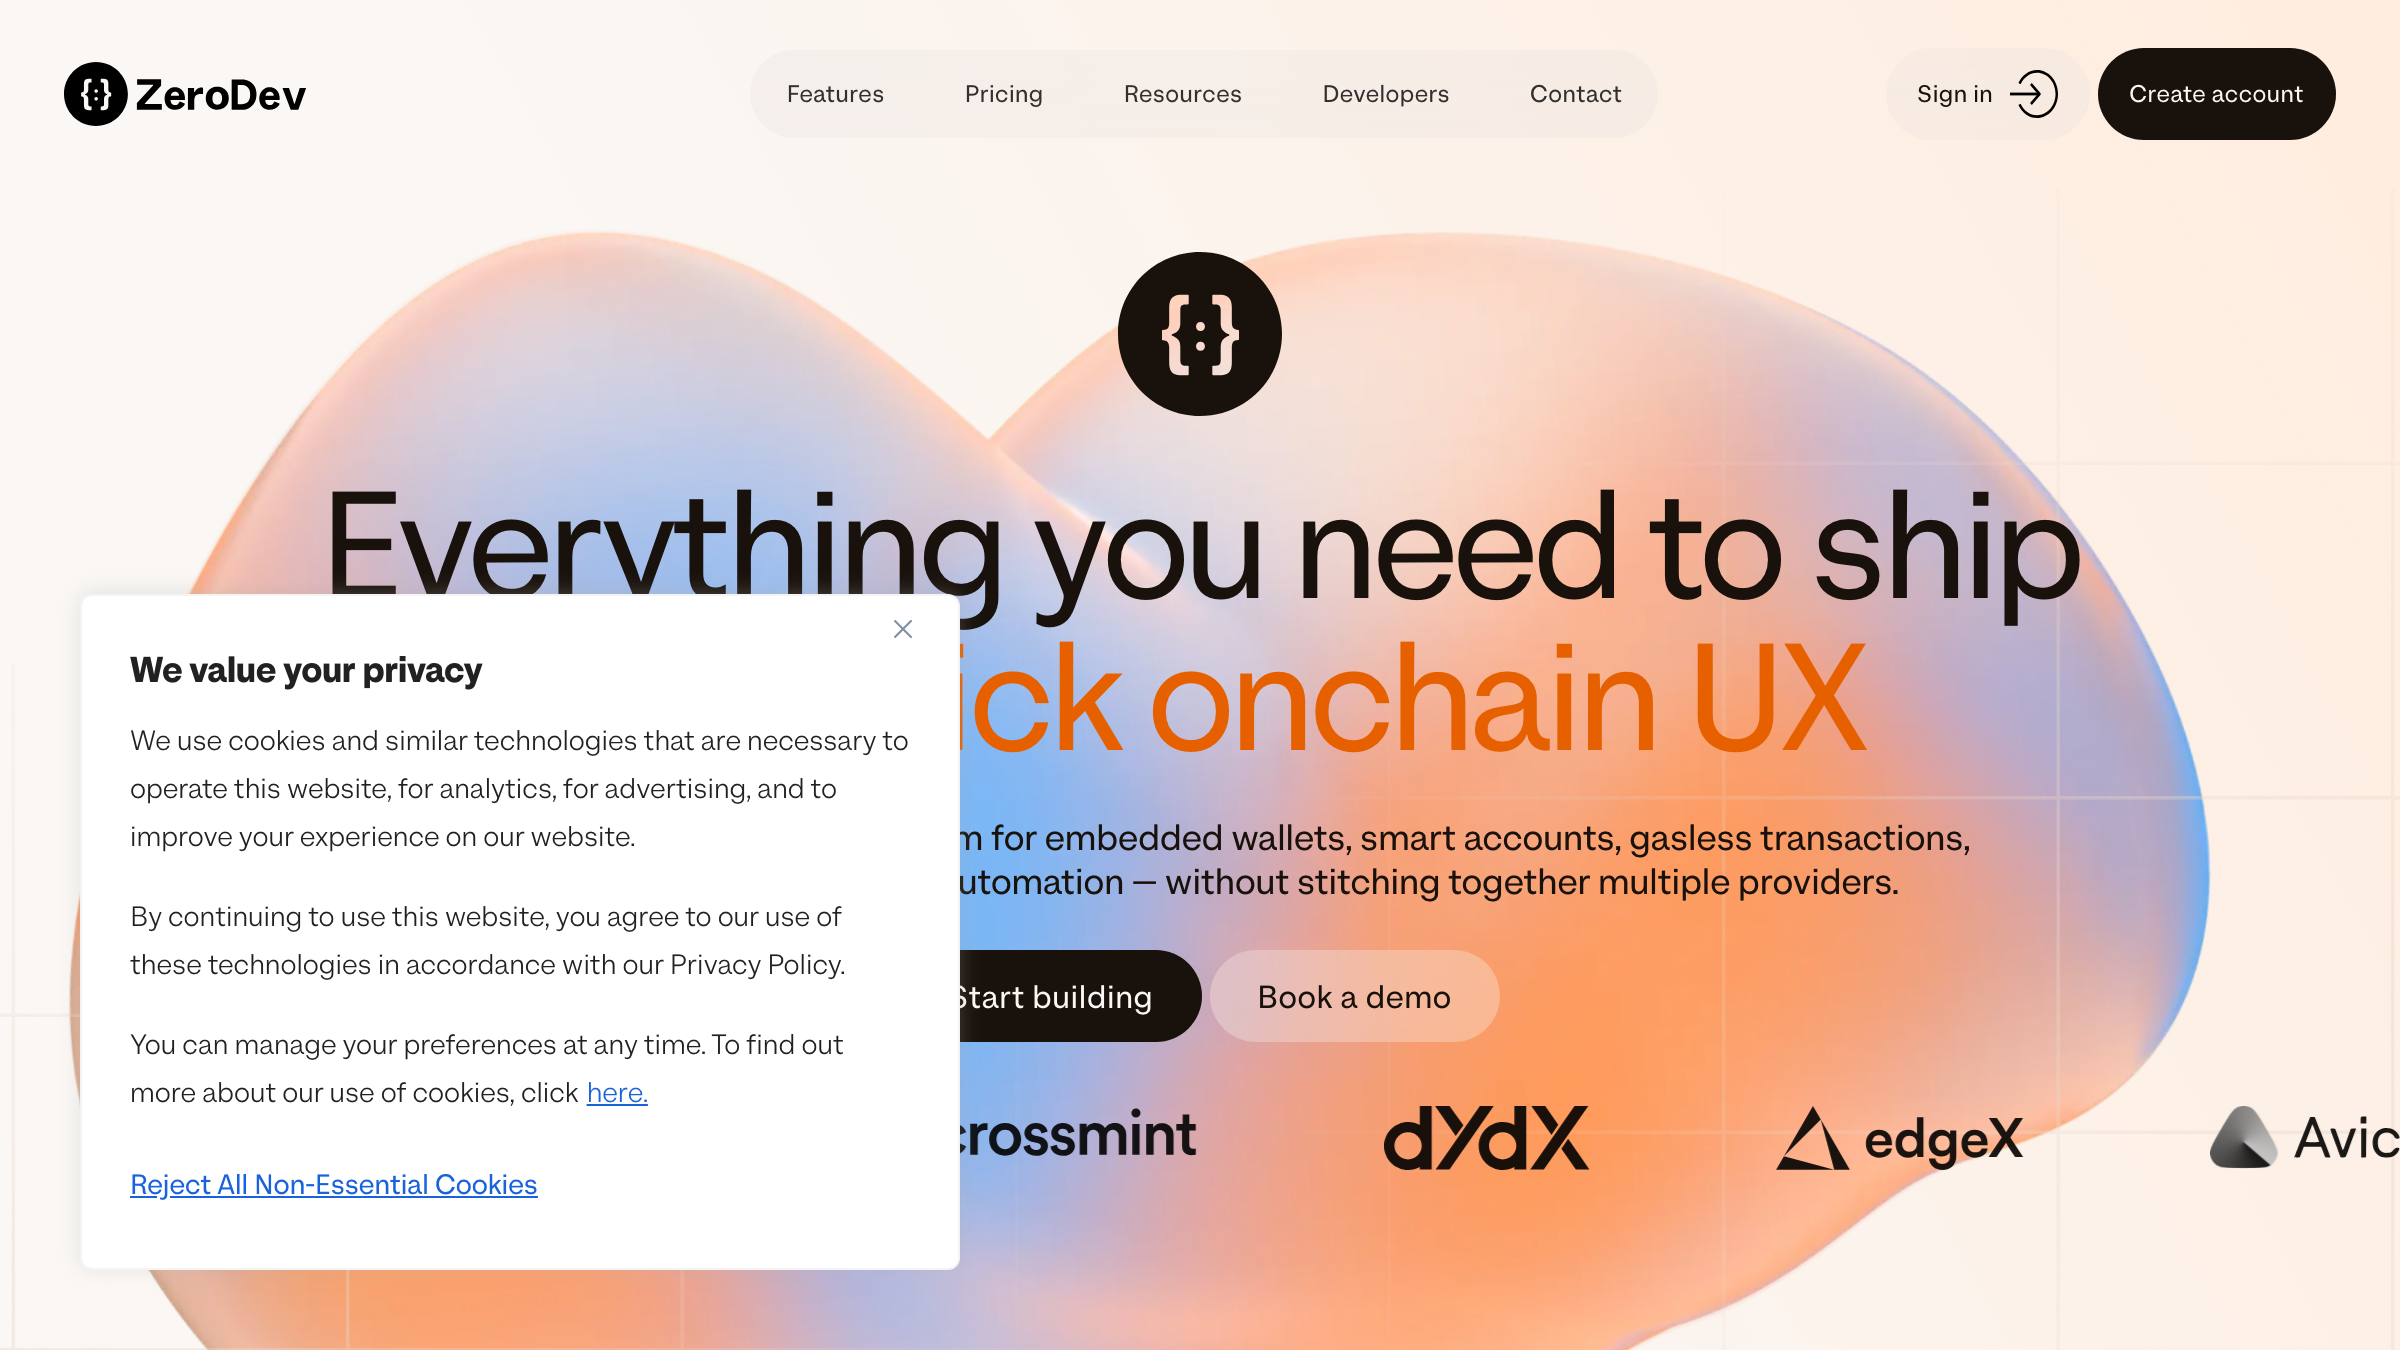 ZeroDev
Features
Pricing
Resources
Developers
Contact
Sign in
Create account
Everything you need to ship
onchain UX
for embedded wallets, smart accounts, gasless transactions,
— without stitching together multiple providers.
Start building
Book a demo
crossmint
dYdX
edgeX
We value your privacy
We use cookies and similar technologies that are necessary to
operate this website, for analytics, for advertising, and to
improve your experience on our website.
By continuing to use this website, you agree to our use of
these technologies in accordance with our Privacy Policy.
You can manage your preferences at any time. To find out
more about our use of cookies, click here.
Reject All Non-Essential Cookies